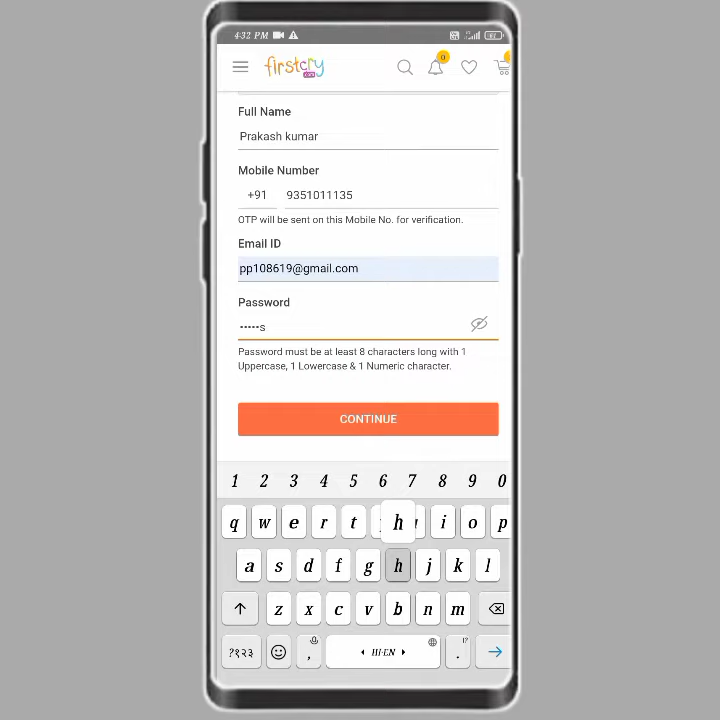 4:32 PM
firstcry
.com
0
Full Name
Prakash kumar
Mobile Number
+91 9351011135
OTP will be sent on this Mobile No. for verification.
Email ID
pp108619@gmail.com
Password
•••••s
Password must be at least 8 characters long with 1
Uppercase, 1 Lowercase & 1 Numeric character.
CONTINUE
1 2 3 4 5 6 7 8 9 0
q w e r t h i o p
a s d f g h j k l
z x c v b n m
?१२३ , HI-EN .